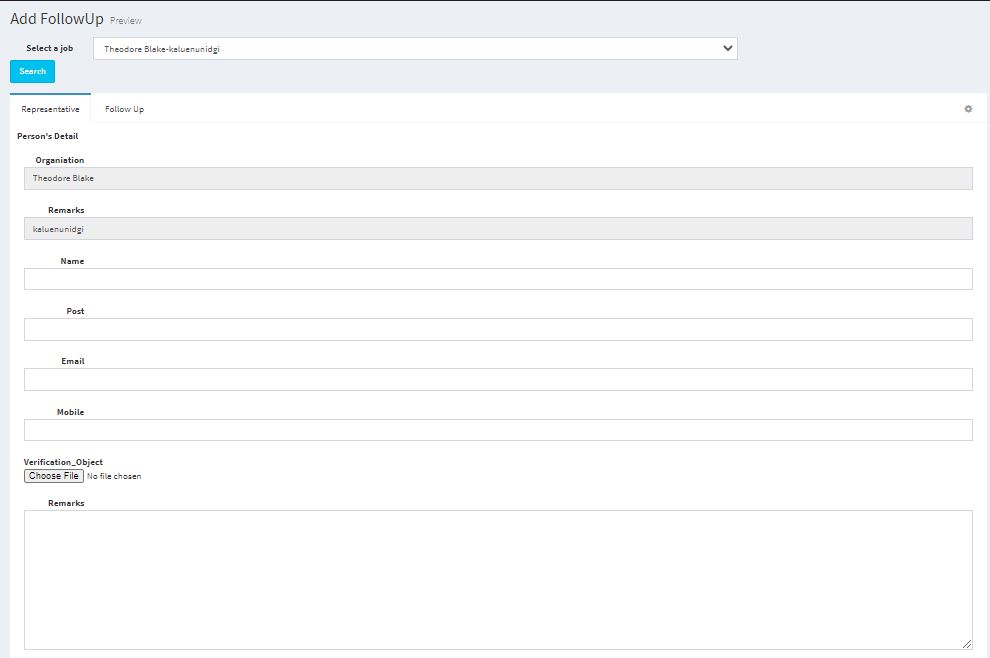 Add FollowUp Preview
Select a job Theodore Blake-kaluenunidgi
Search
Representative Follow Up
Person's Detail
Organiation
Theodore Blake
Remarks
kaluenunidgi
Name
Post
Email
Mobile
Verification_Object
Choose File No file chosen
Remarks